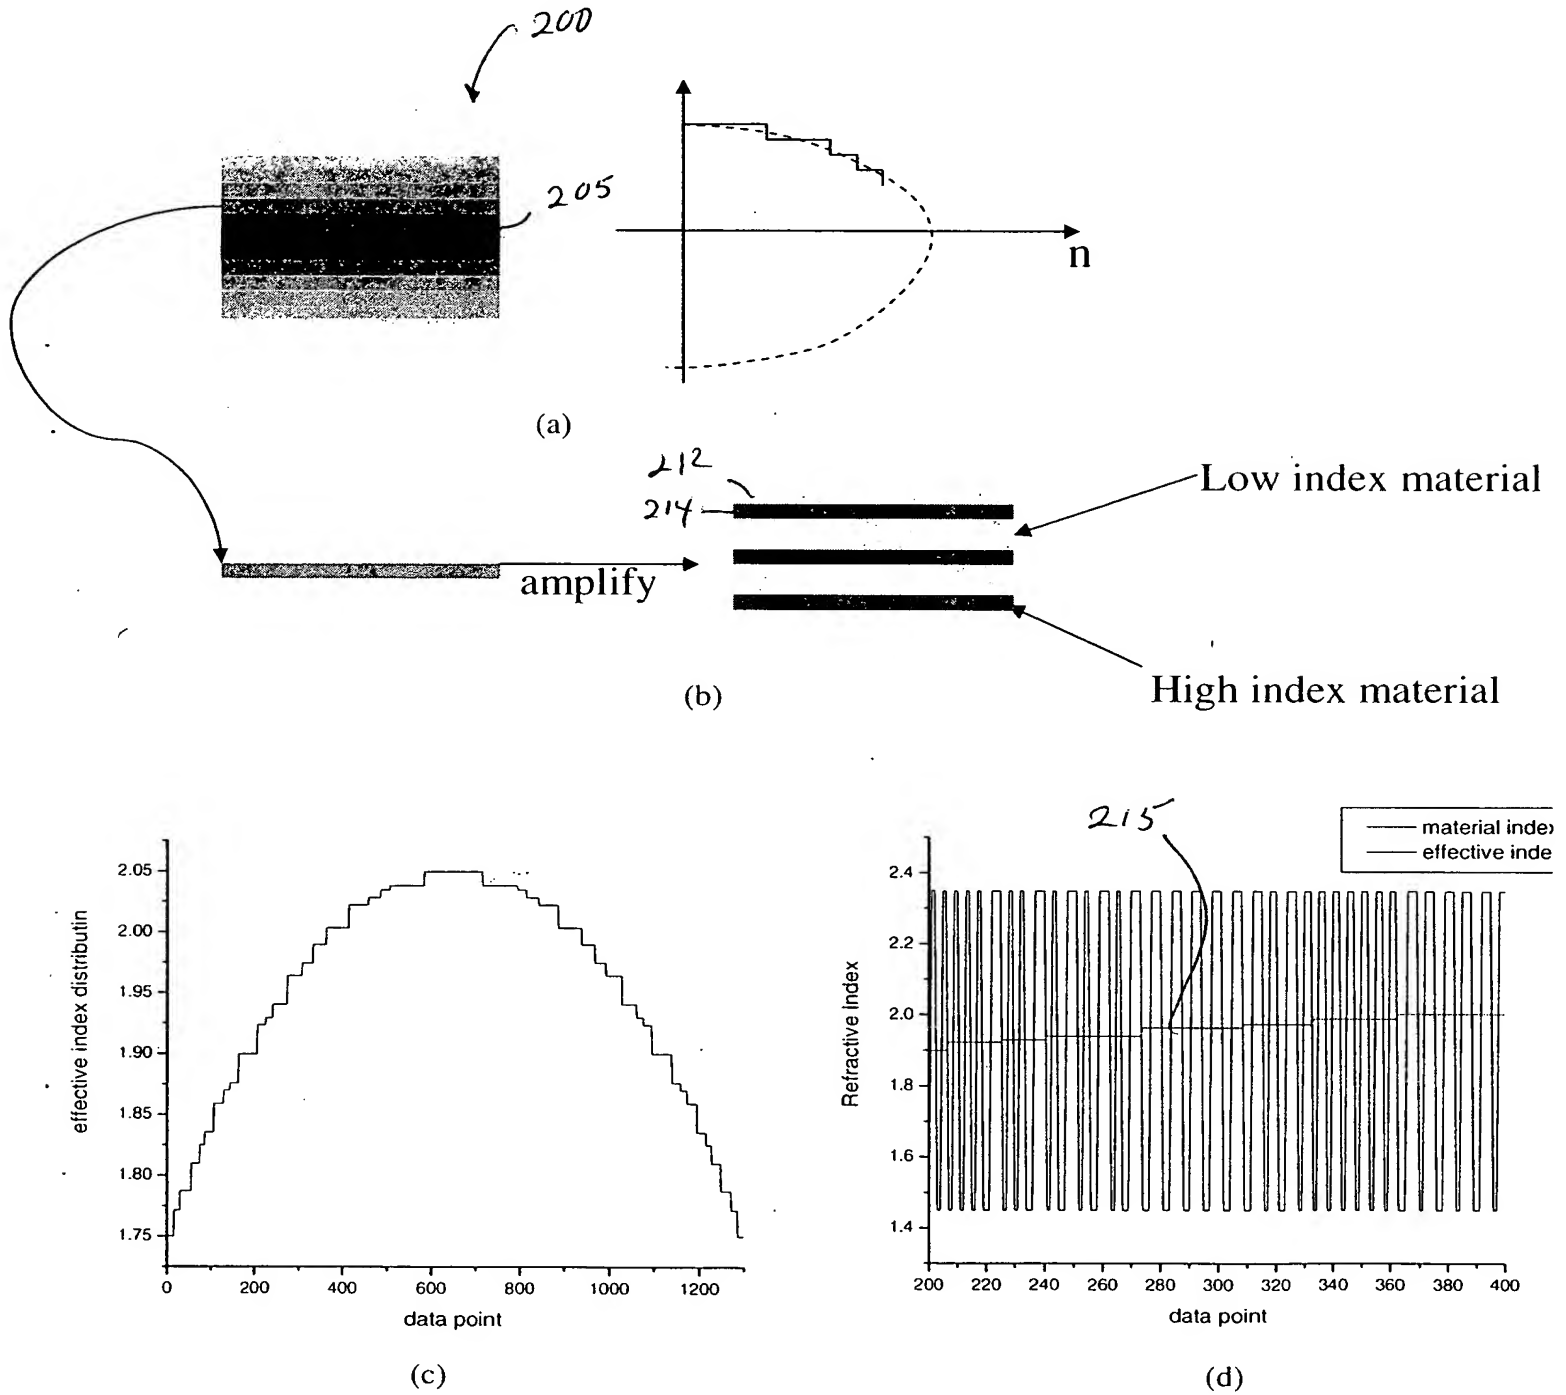 200
205
n
(a)
212
214
Low index material
amplify
High index material
(b)
effective index distributin
2.05
2.00
1.95
1.90
1.85
1.80
1.75
0
200
400
600
800
1000
1200
data point
(c)
215
material index
effective inde
Refractive Index
2.4
2.2
2.0
1.8
1.6
1.4
200
220
240
260
280
300
320
340
360
380
400
data point
(d)